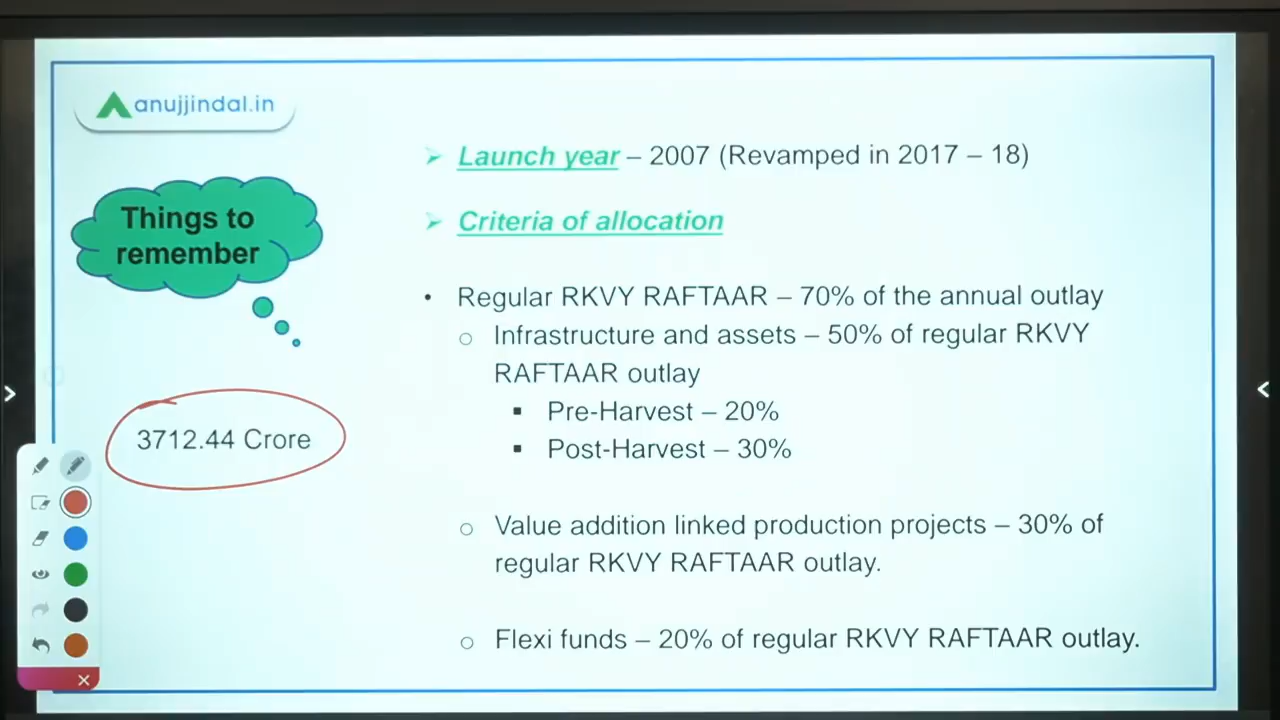 anujjindal.in
Things to
remember
3712.44 Crore
Launch year – 2007 (Revamped in 2017 – 18)
Criteria of allocation
• Regular RKVY RAFTAAR – 70% of the annual outlay
o Infrastructure and assets – 50% of regular RKVY
RAFTAAR outlay
▪ Pre-Harvest – 20%
▪ Post-Harvest – 30%
o Value addition linked production projects – 30% of
regular RKVY RAFTAAR outlay.
o Flexi funds – 20% of regular RKVY RAFTAAR outlay.